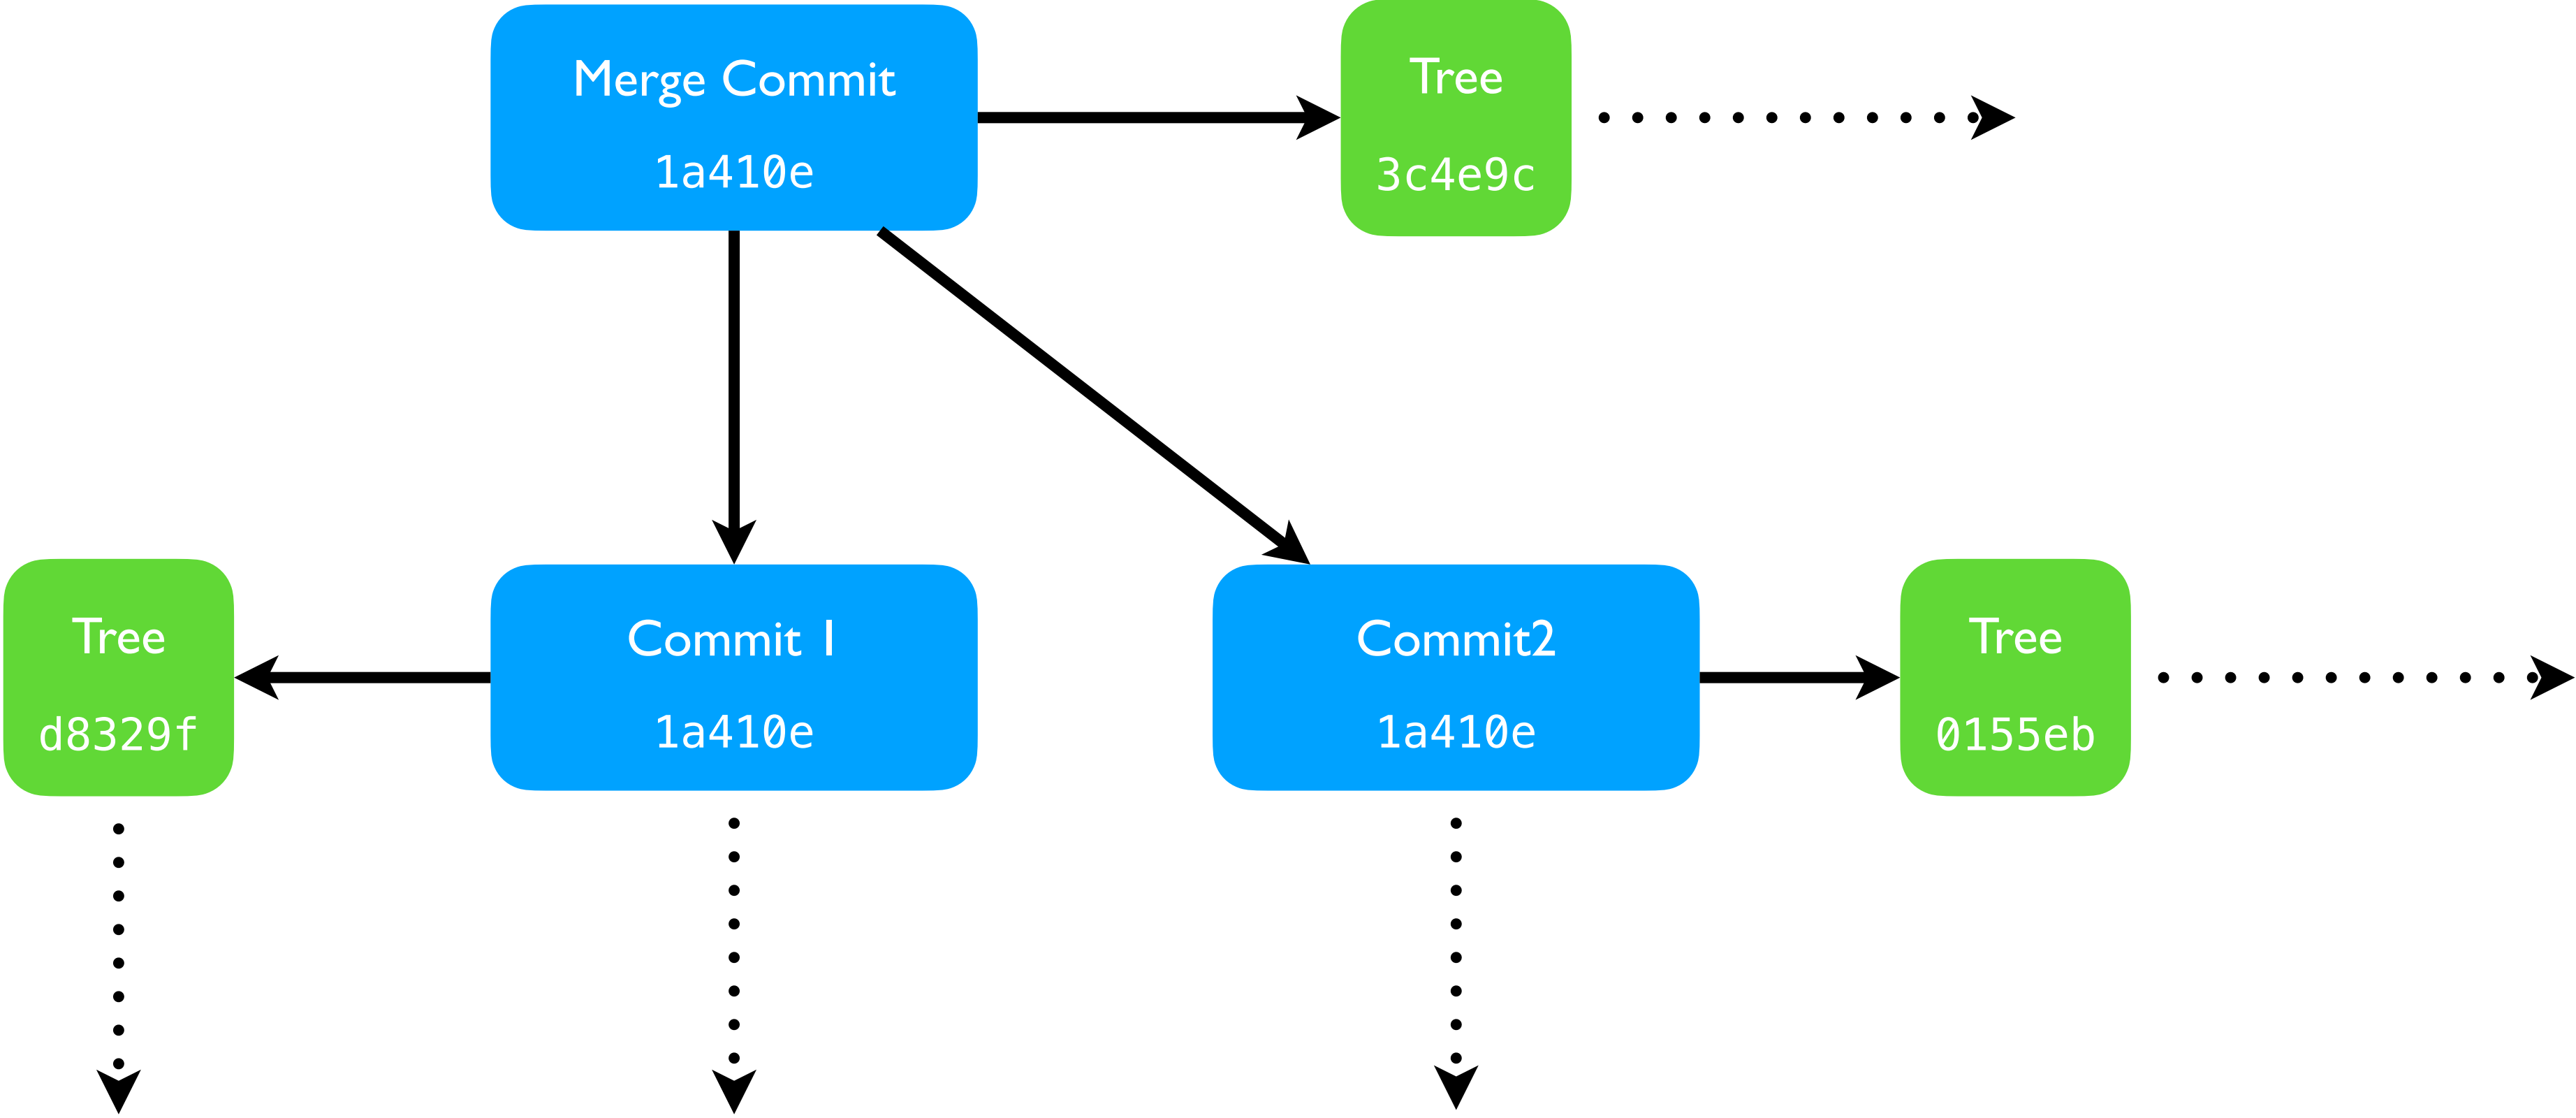 Merge Commit
1a410e
Tree
3c4e9c
Tree
d8329f
Commit 1
1a410e
Commit2
1a410e
Tree
0155eb